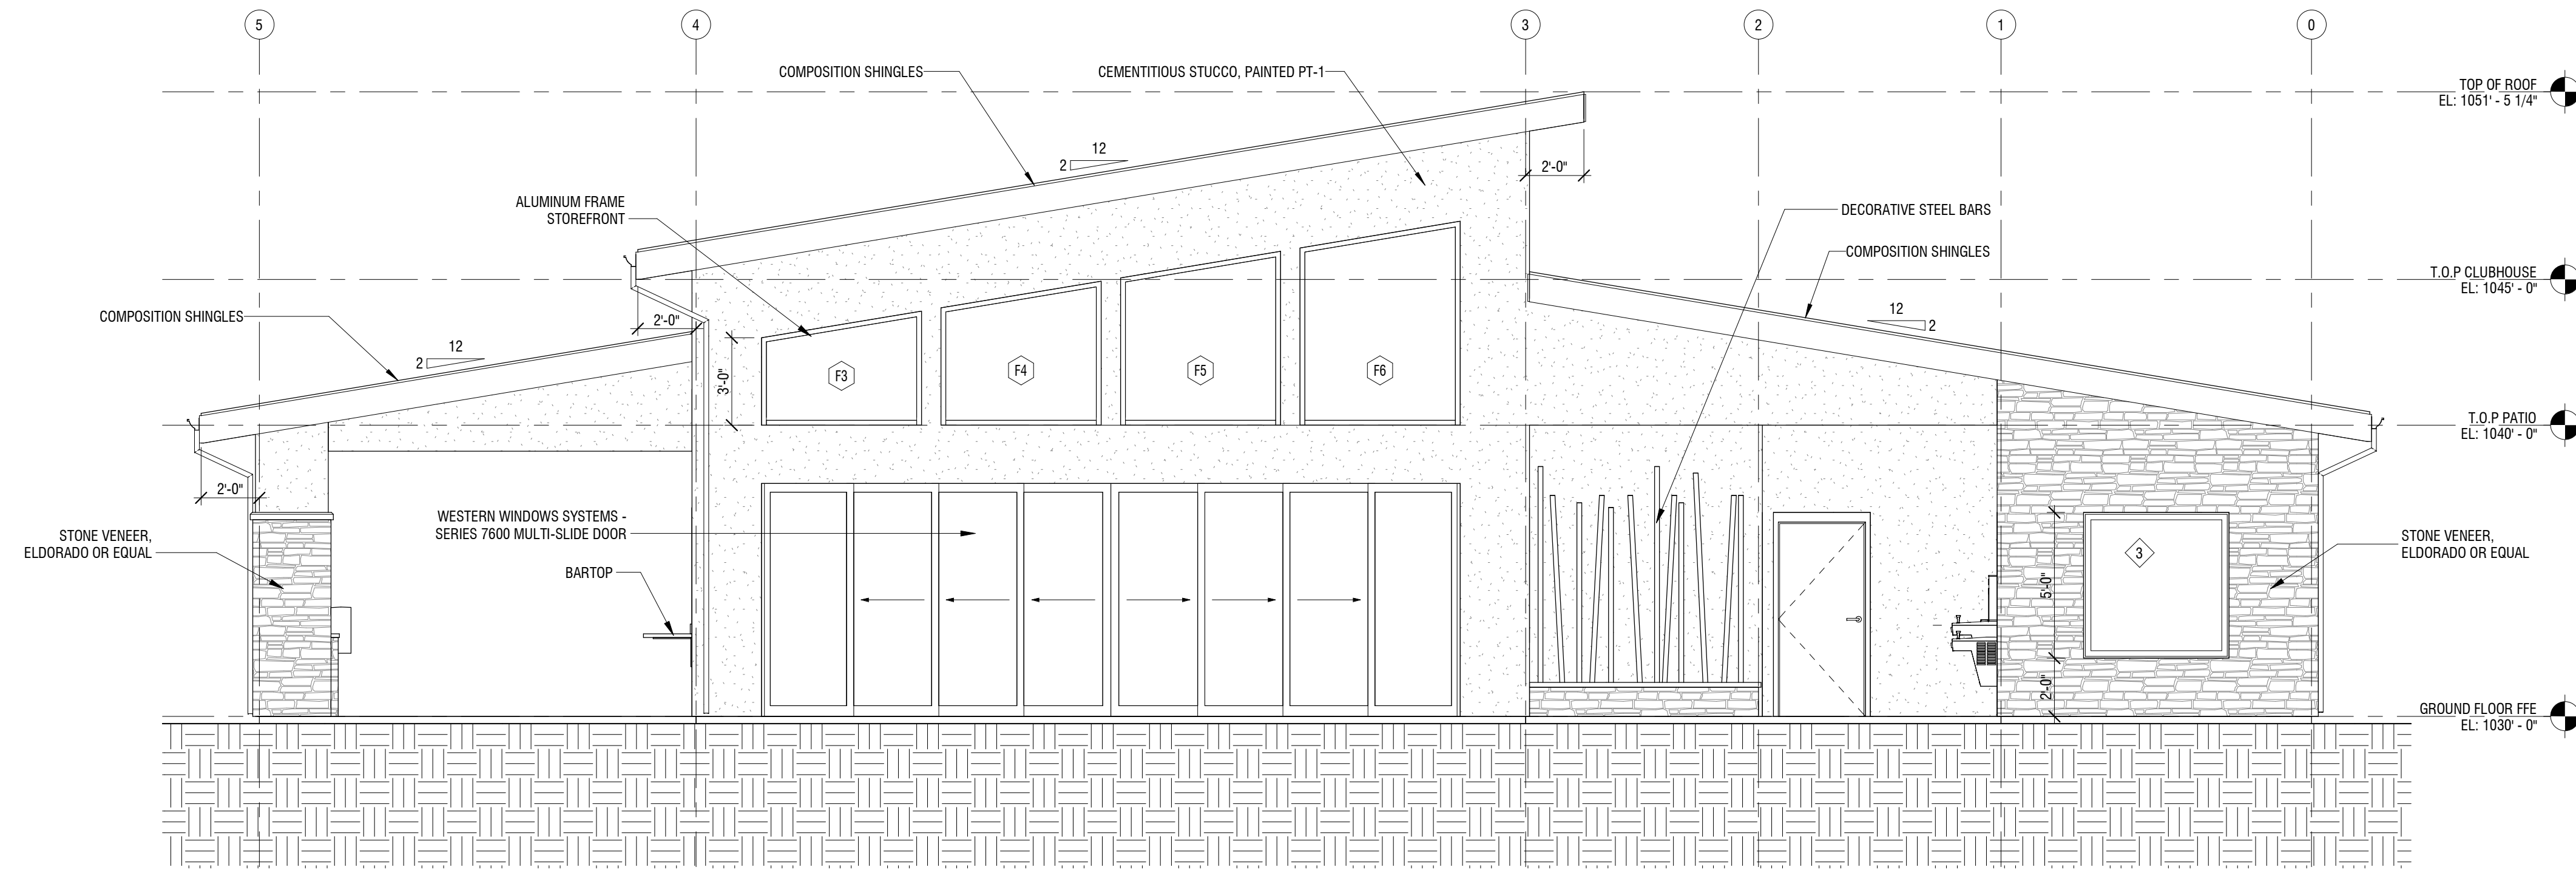 5
4
3
2
1
0
COMPOSITION SHINGLES
CEMENTITIOUS STUCCO, PAINTED PT-1
TOP OF ROOF
EL: 1051' - 5 1/4"
12
2
2'-0"
ALUMINUM FRAME
STOREFRONT
DECORATIVE STEEL BARS
COMPOSITION SHINGLES
T.O.P CLUBHOUSE
EL: 1045' - 0"
COMPOSITION SHINGLES
2'-0"
12
2
12
2
3'-0"
F3
F4
F5
F6
T.O.P PATIO
EL: 1040' - 0"
2'-0"
WESTERN WINDOWS SYSTEMS -
SERIES 7600 MULTI-SLIDE DOOR
STONE VENEER,
ELDORADO OR EQUAL
BARTOP
3
5'-0"
2'-0"
STONE VENEER,
ELDORADO OR EQUAL
GROUND FLOOR FFE
EL: 1030' - 0"